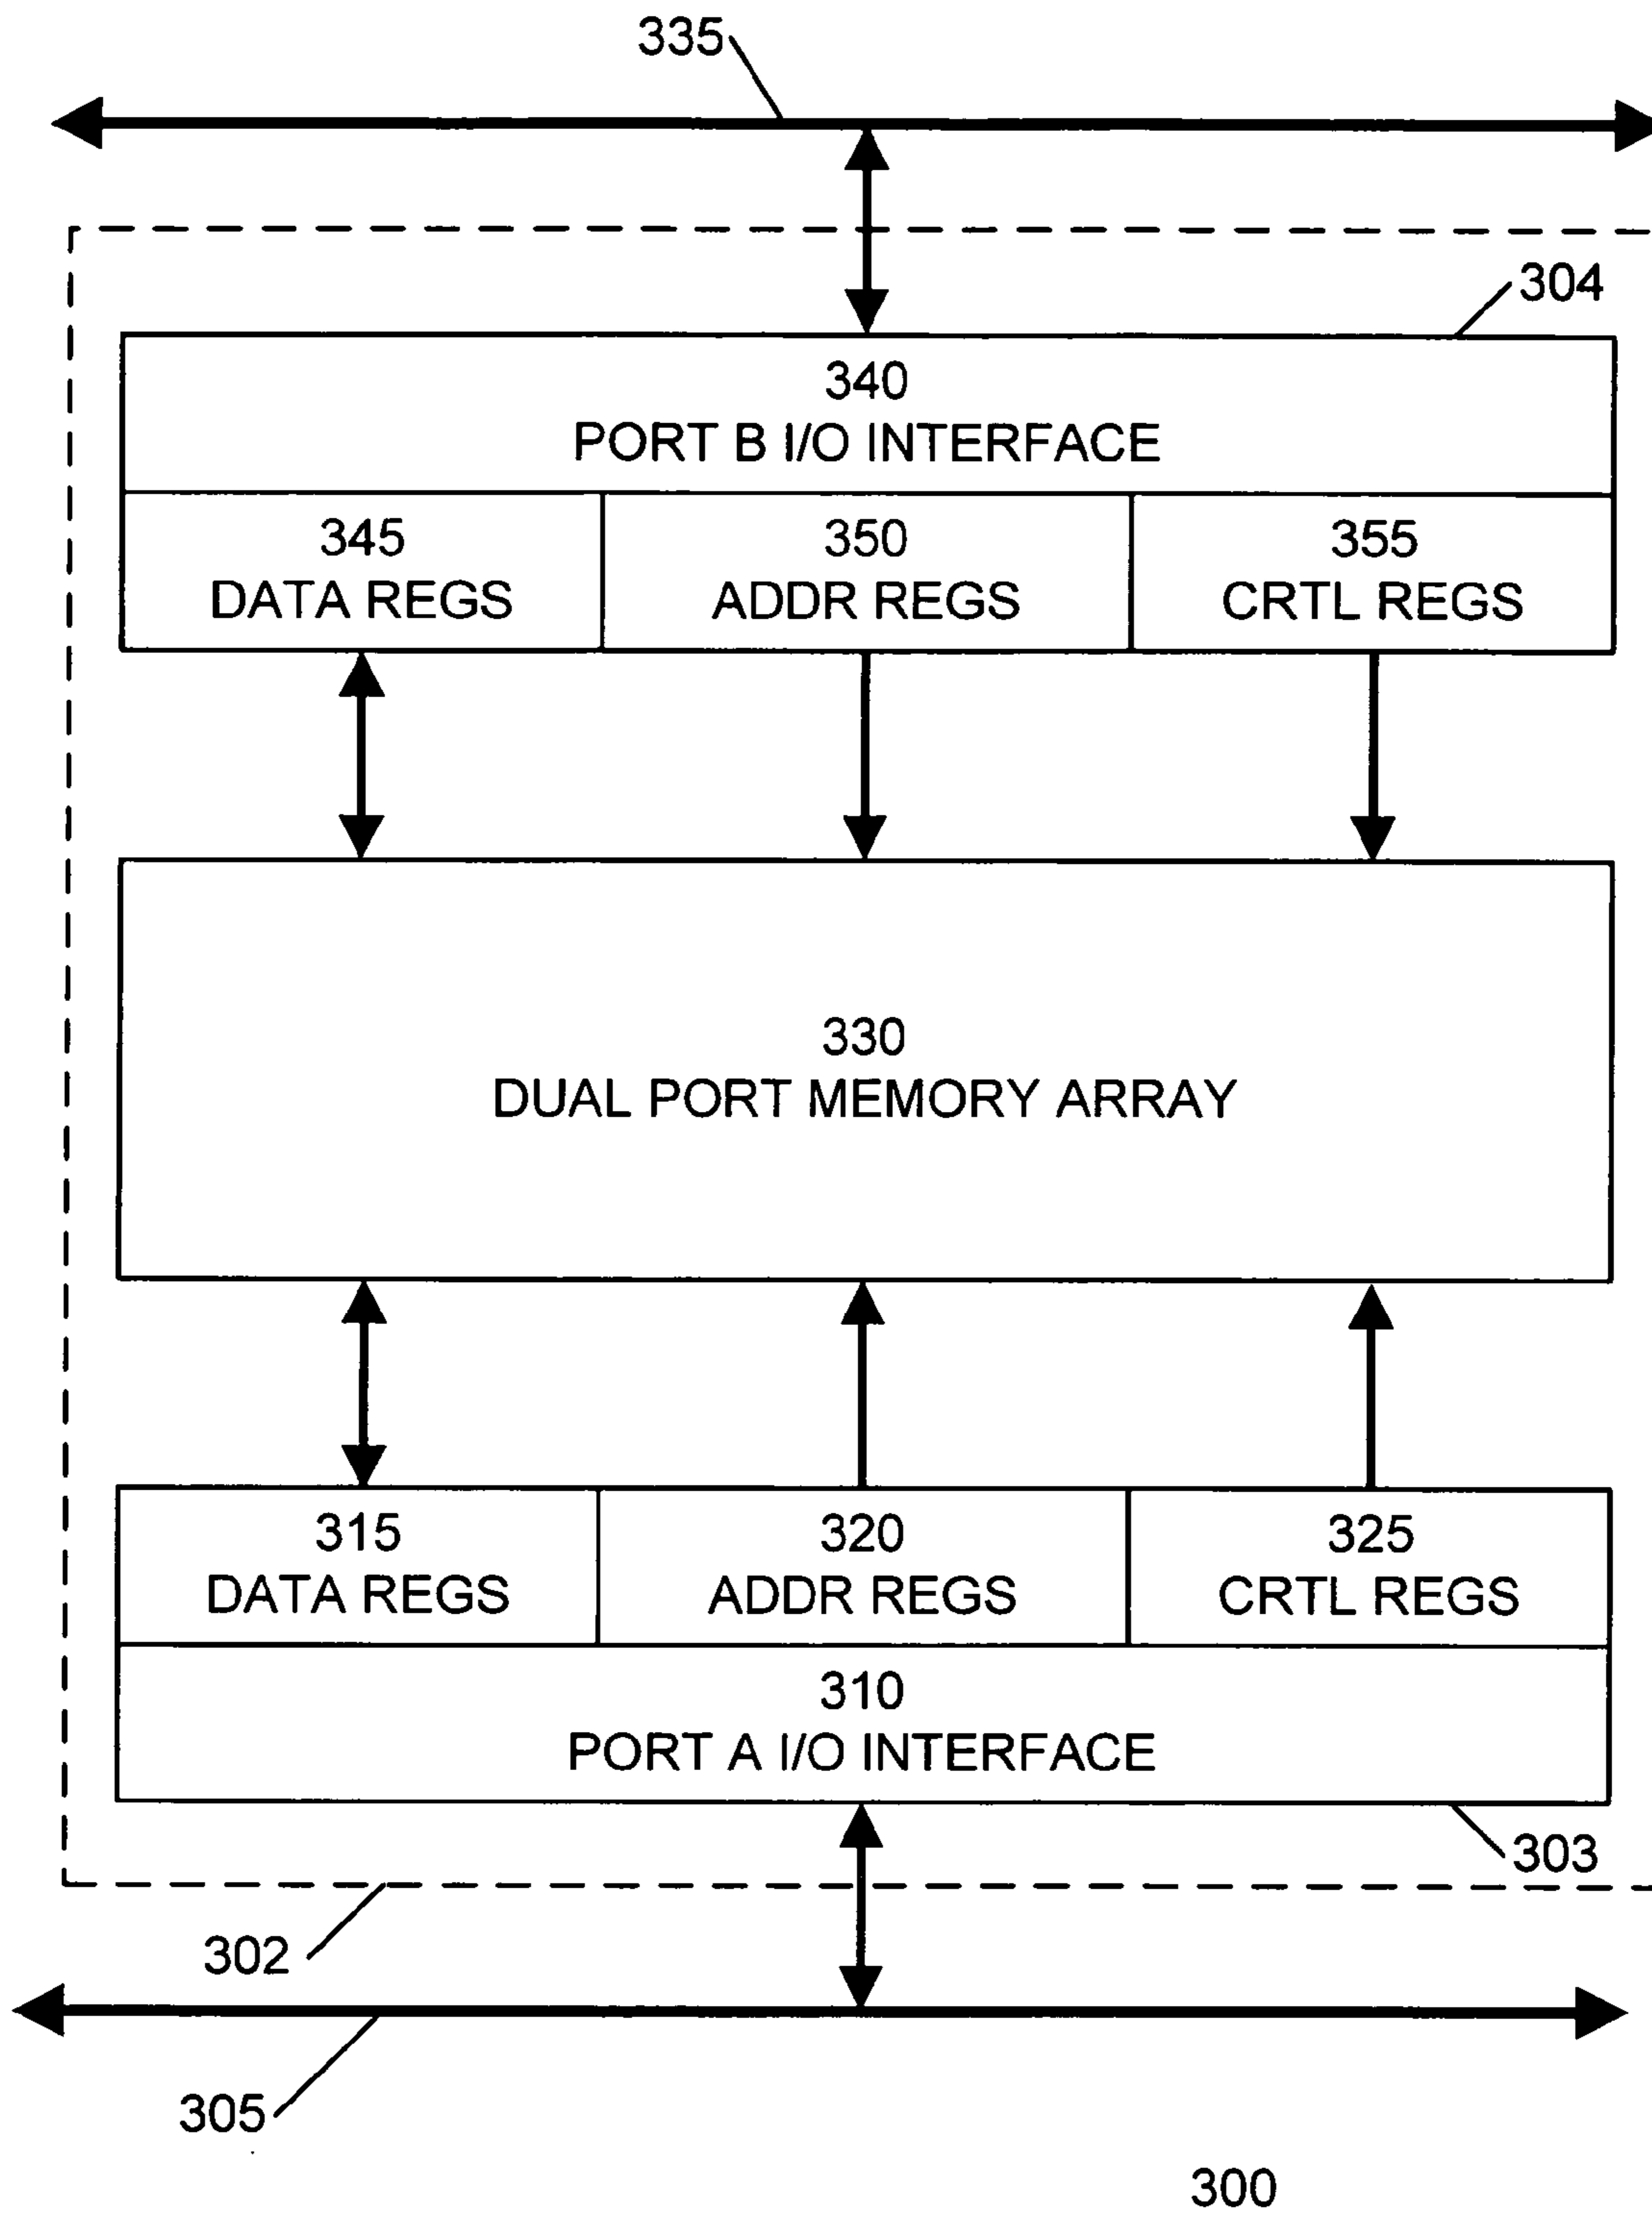 335
304
340
PORT B I/O INTERFACE
345
DATA REGS
350
ADDR REGS
355
CRTL REGS
330
DUAL PORT MEMORY ARRAY
315
DATA REGS
320
ADDR REGS
325
CRTL REGS
310
PORT A I/O INTERFACE
303
302
305
300